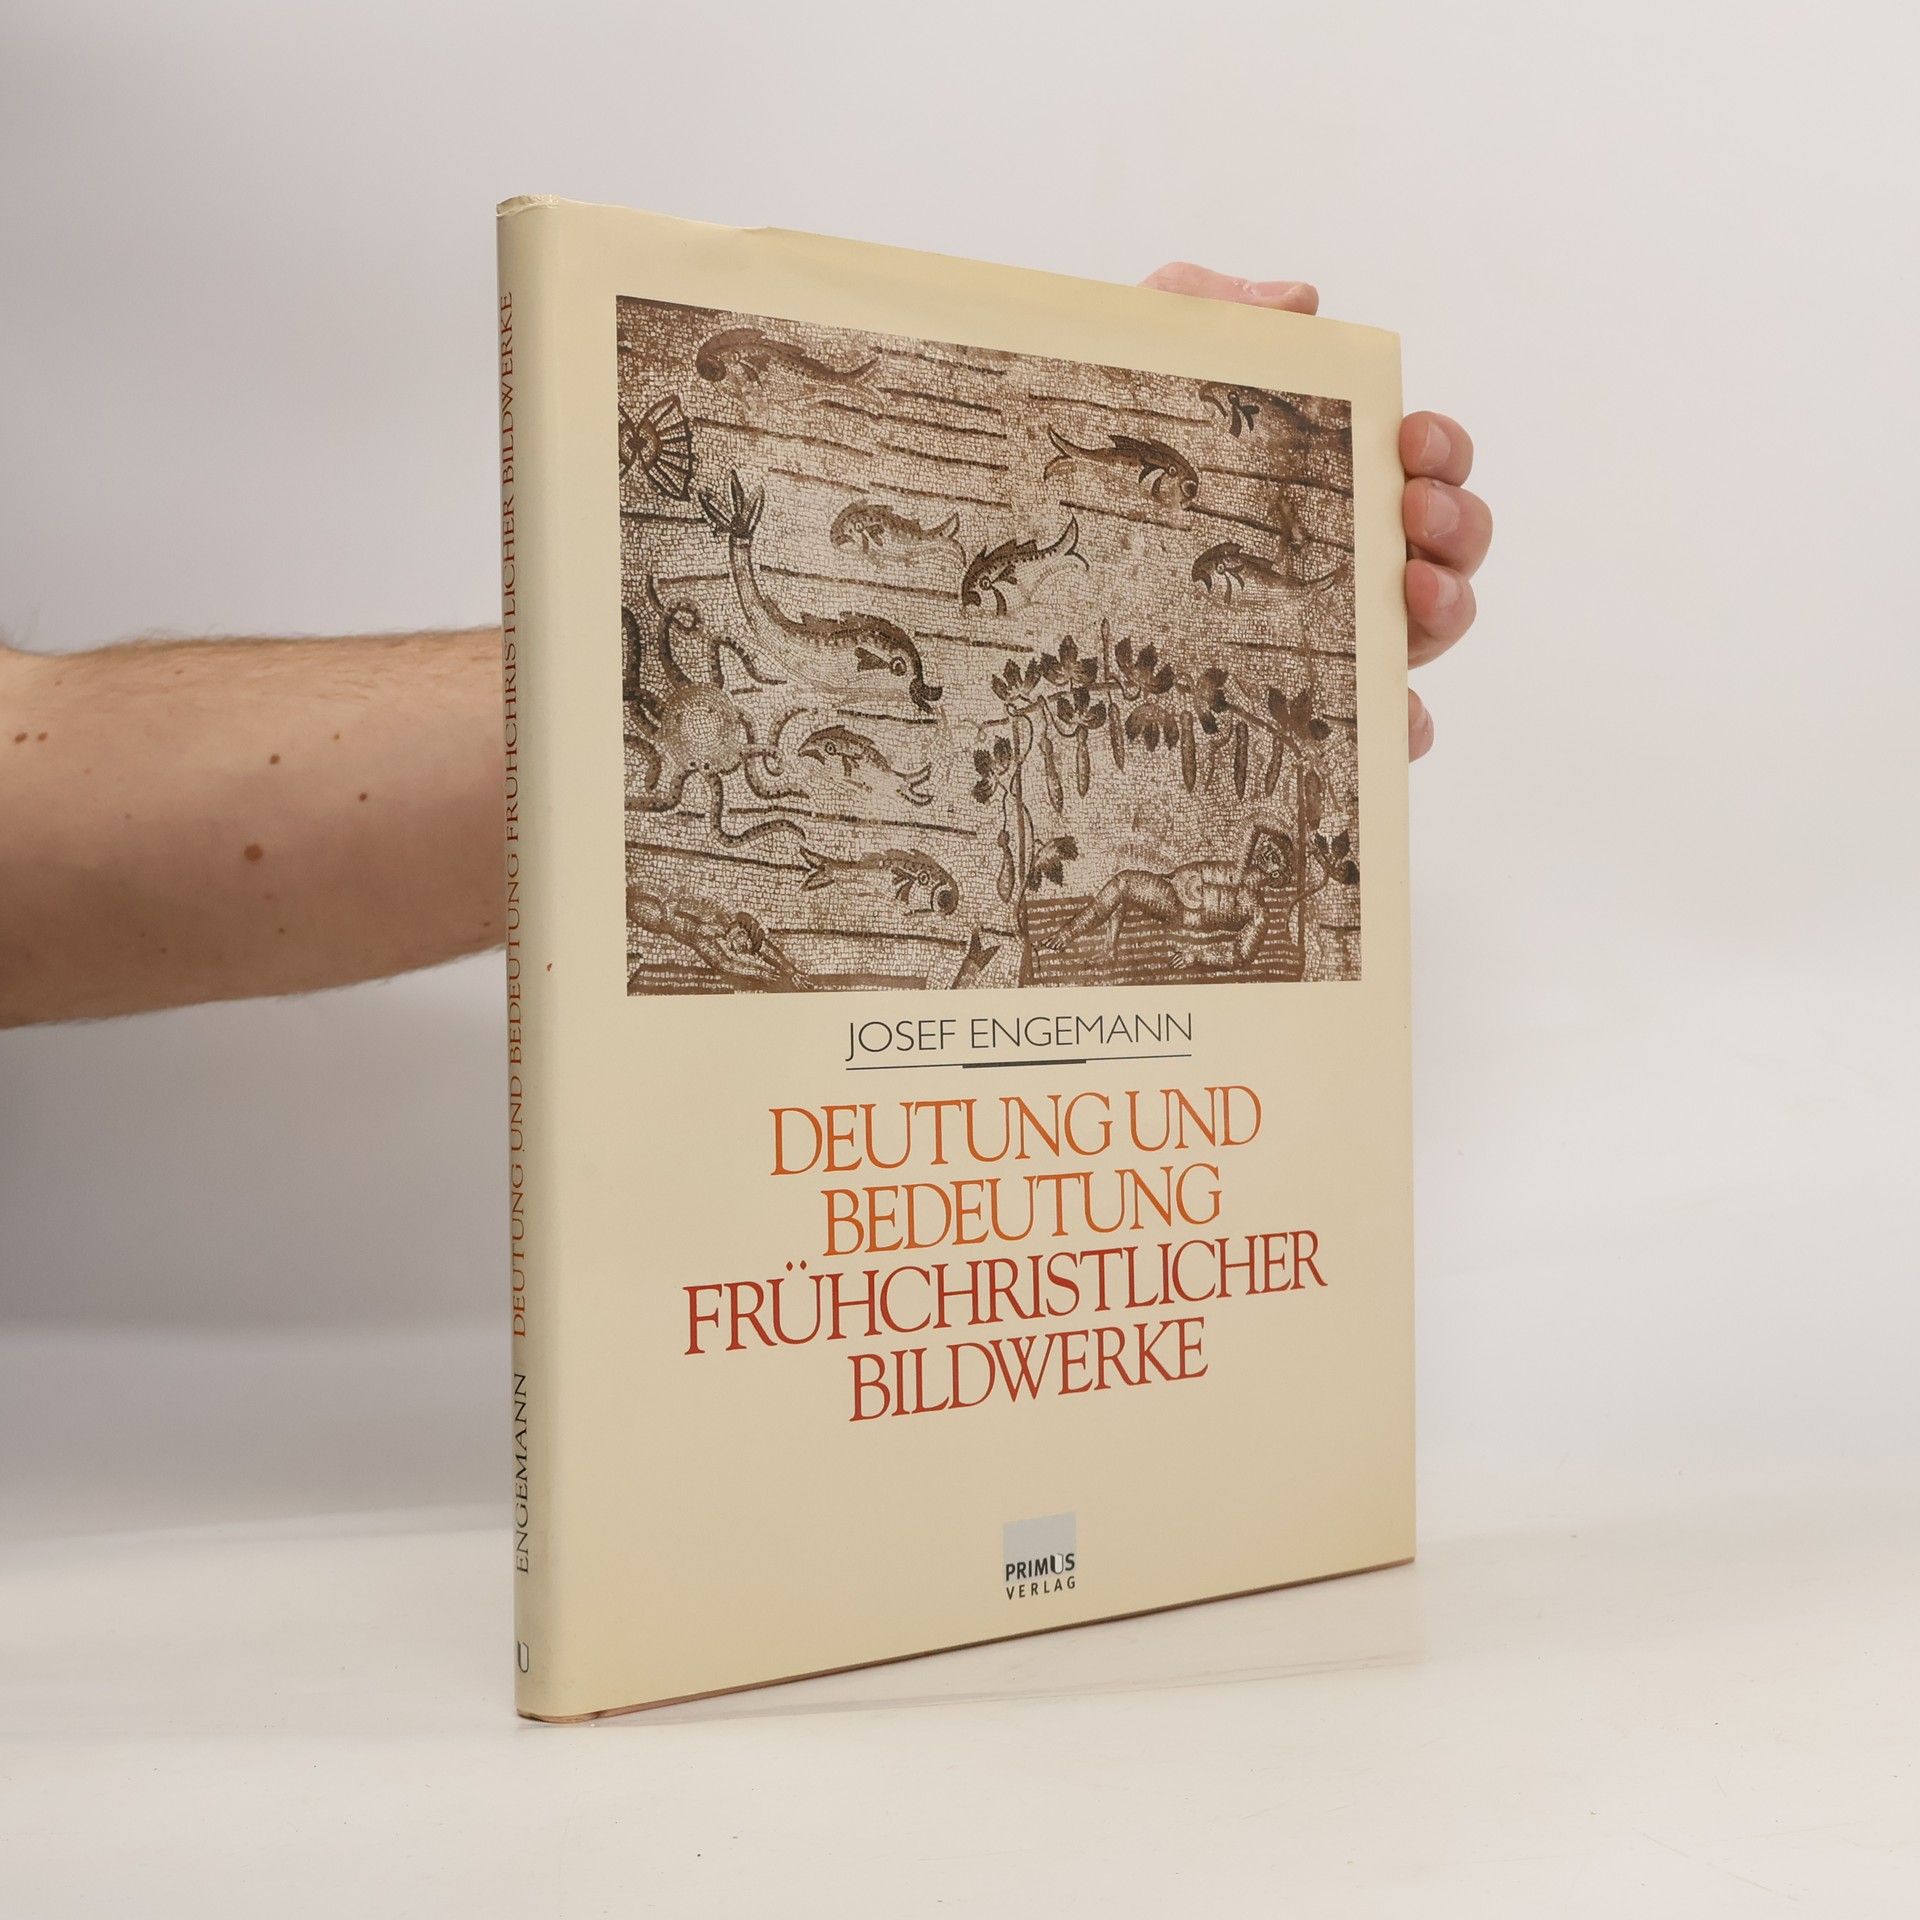 JOSEF ENGEMANN
DEUTUNG UND
BEDEUTUNG
FRÜHCHRISTLICHER
BILDWERKE
PRIMUS
VERLAG
ENGEMANN DEUTUNG UND BEDEUTUNG FRÜHCHRISTLICHER BILDWERKE
U